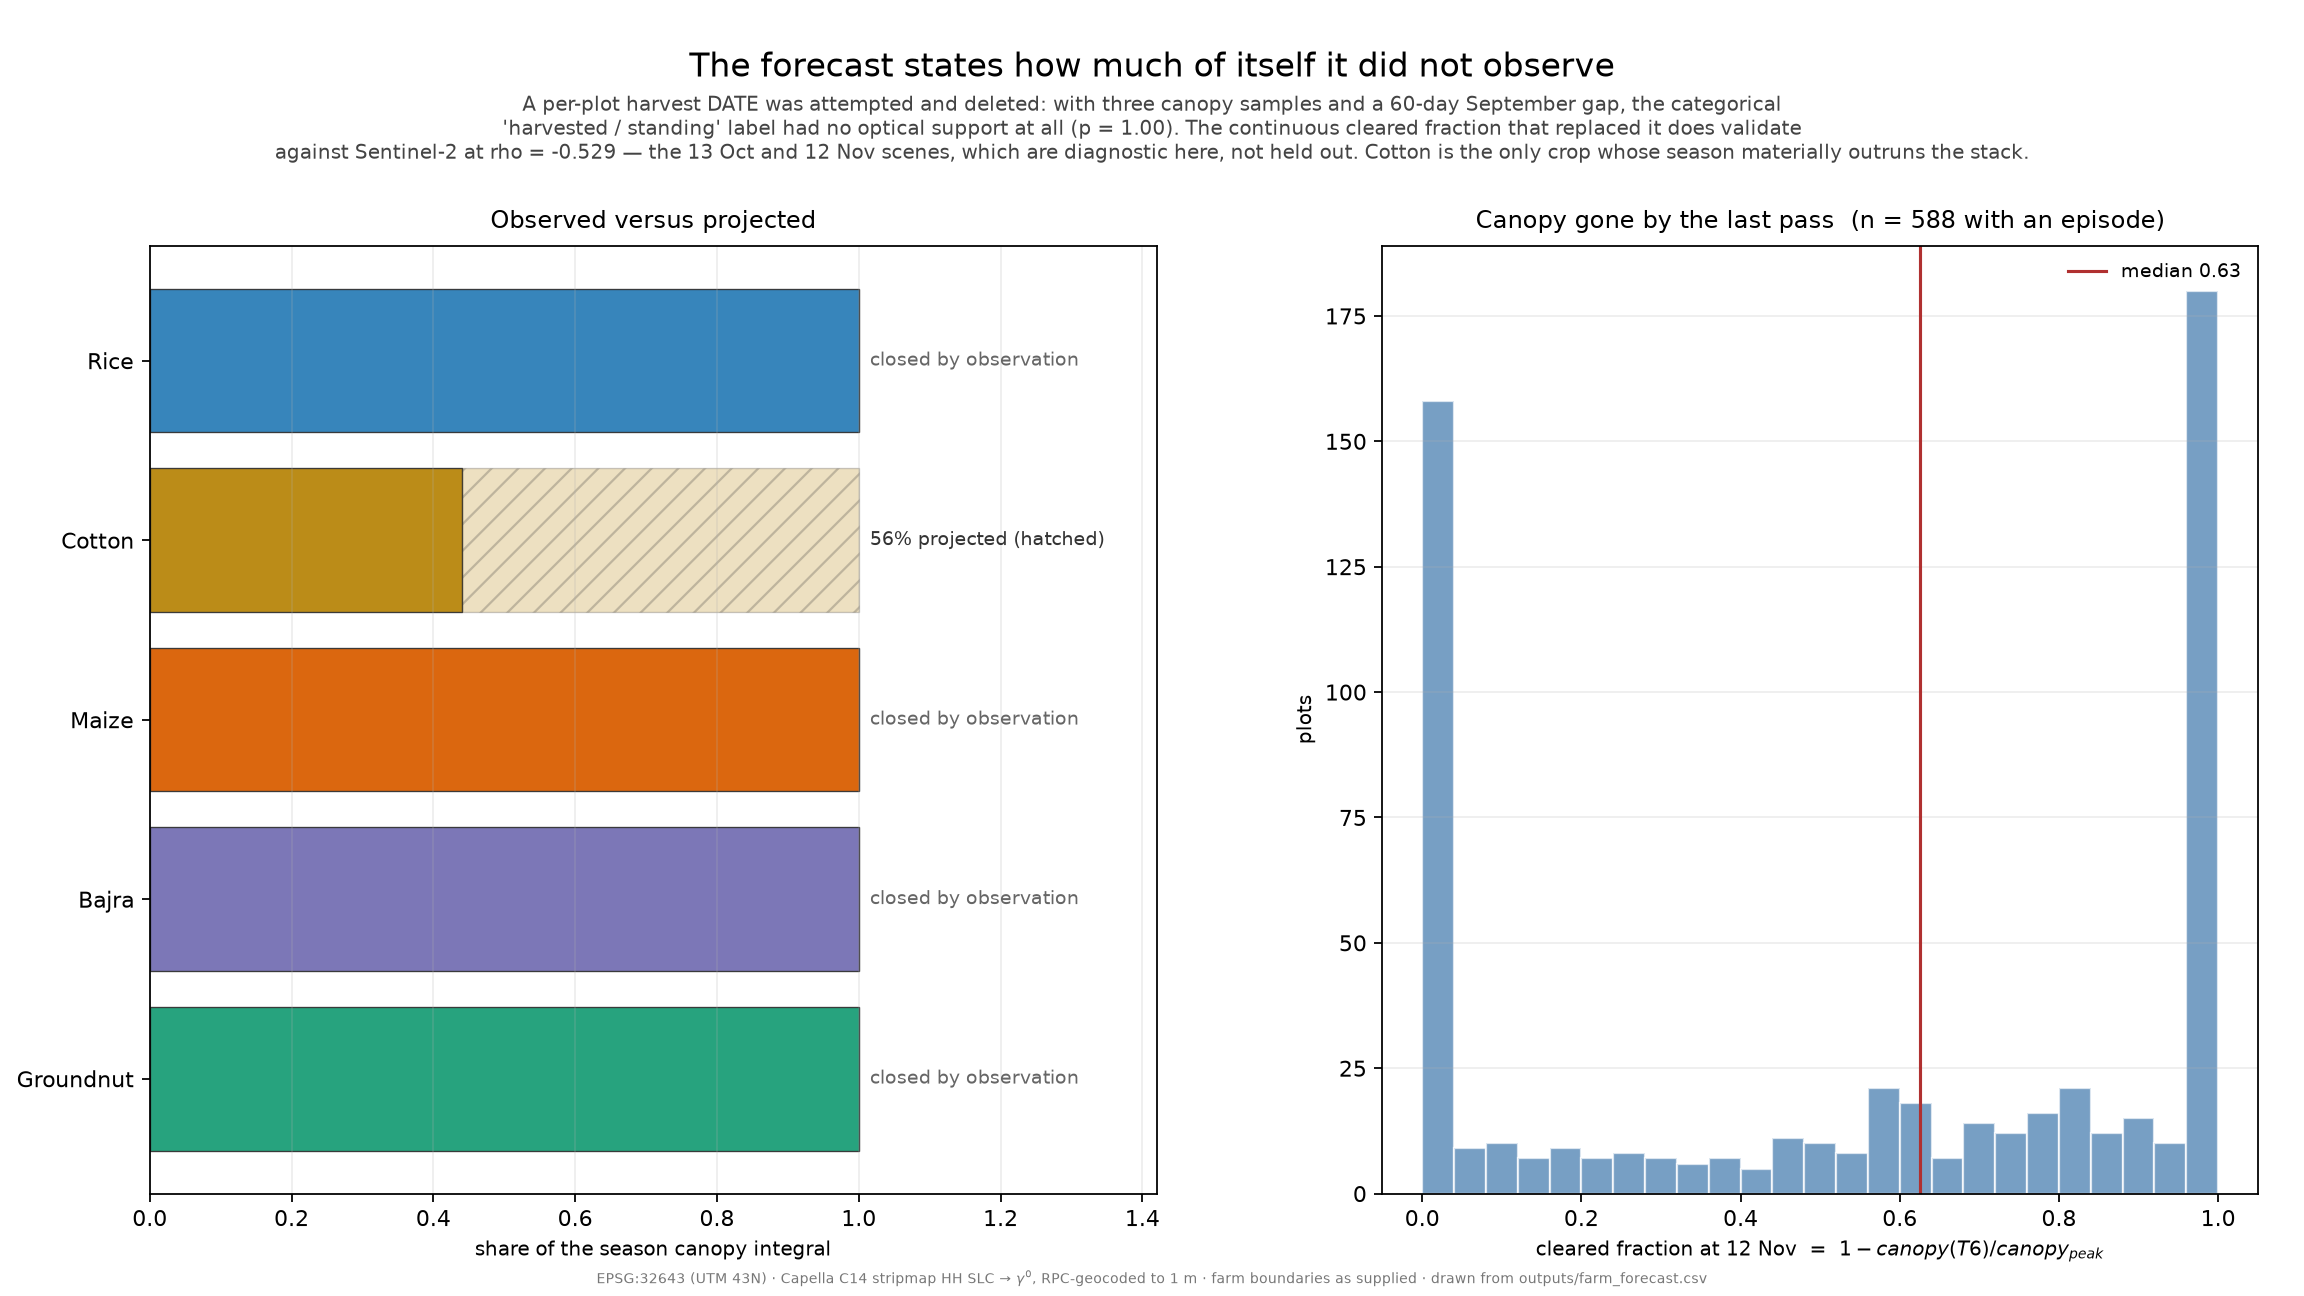 The forecast states how much of itself it did not observe
A per-plot harvest DATE was attempted and deleted: with three canopy samples and a 60-day September gap, the categorical
'harvested / standing' label had no optical support at all (p = 1.00). The continuous cleared fraction that replaced it does validate
against Sentinel-2 at rho = -0.529 — the 13 Oct and 12 Nov scenes, which are diagnostic here, not held out. Cotton is the only crop whose season materially outruns the stack.
Observed versus projected
Rice
closed by observation
Cotton
56% projected (hatched)
Maize
closed by observation
Bajra
closed by observation
Groundnut
closed by observation
0.0 0.2 0.4 0.6 0.8 1.0 1.2 1.4
share of the season canopy integral
Canopy gone by the last pass (n = 588 with an episode)
median 0.63
175
150
125
100
75
50
25
0
plots
0.0 0.2 0.4 0.6 0.8 1.0
cleared fraction at 12 Nov = 1 − canopy(T6)/canopy_peak
EPSG:32643 (UTM 43N) · Capella C14 stripmap HH SLC → γ⁰, RPC-geocoded to 1 m · farm boundaries as supplied · drawn from outputs/farm_forecast.csv